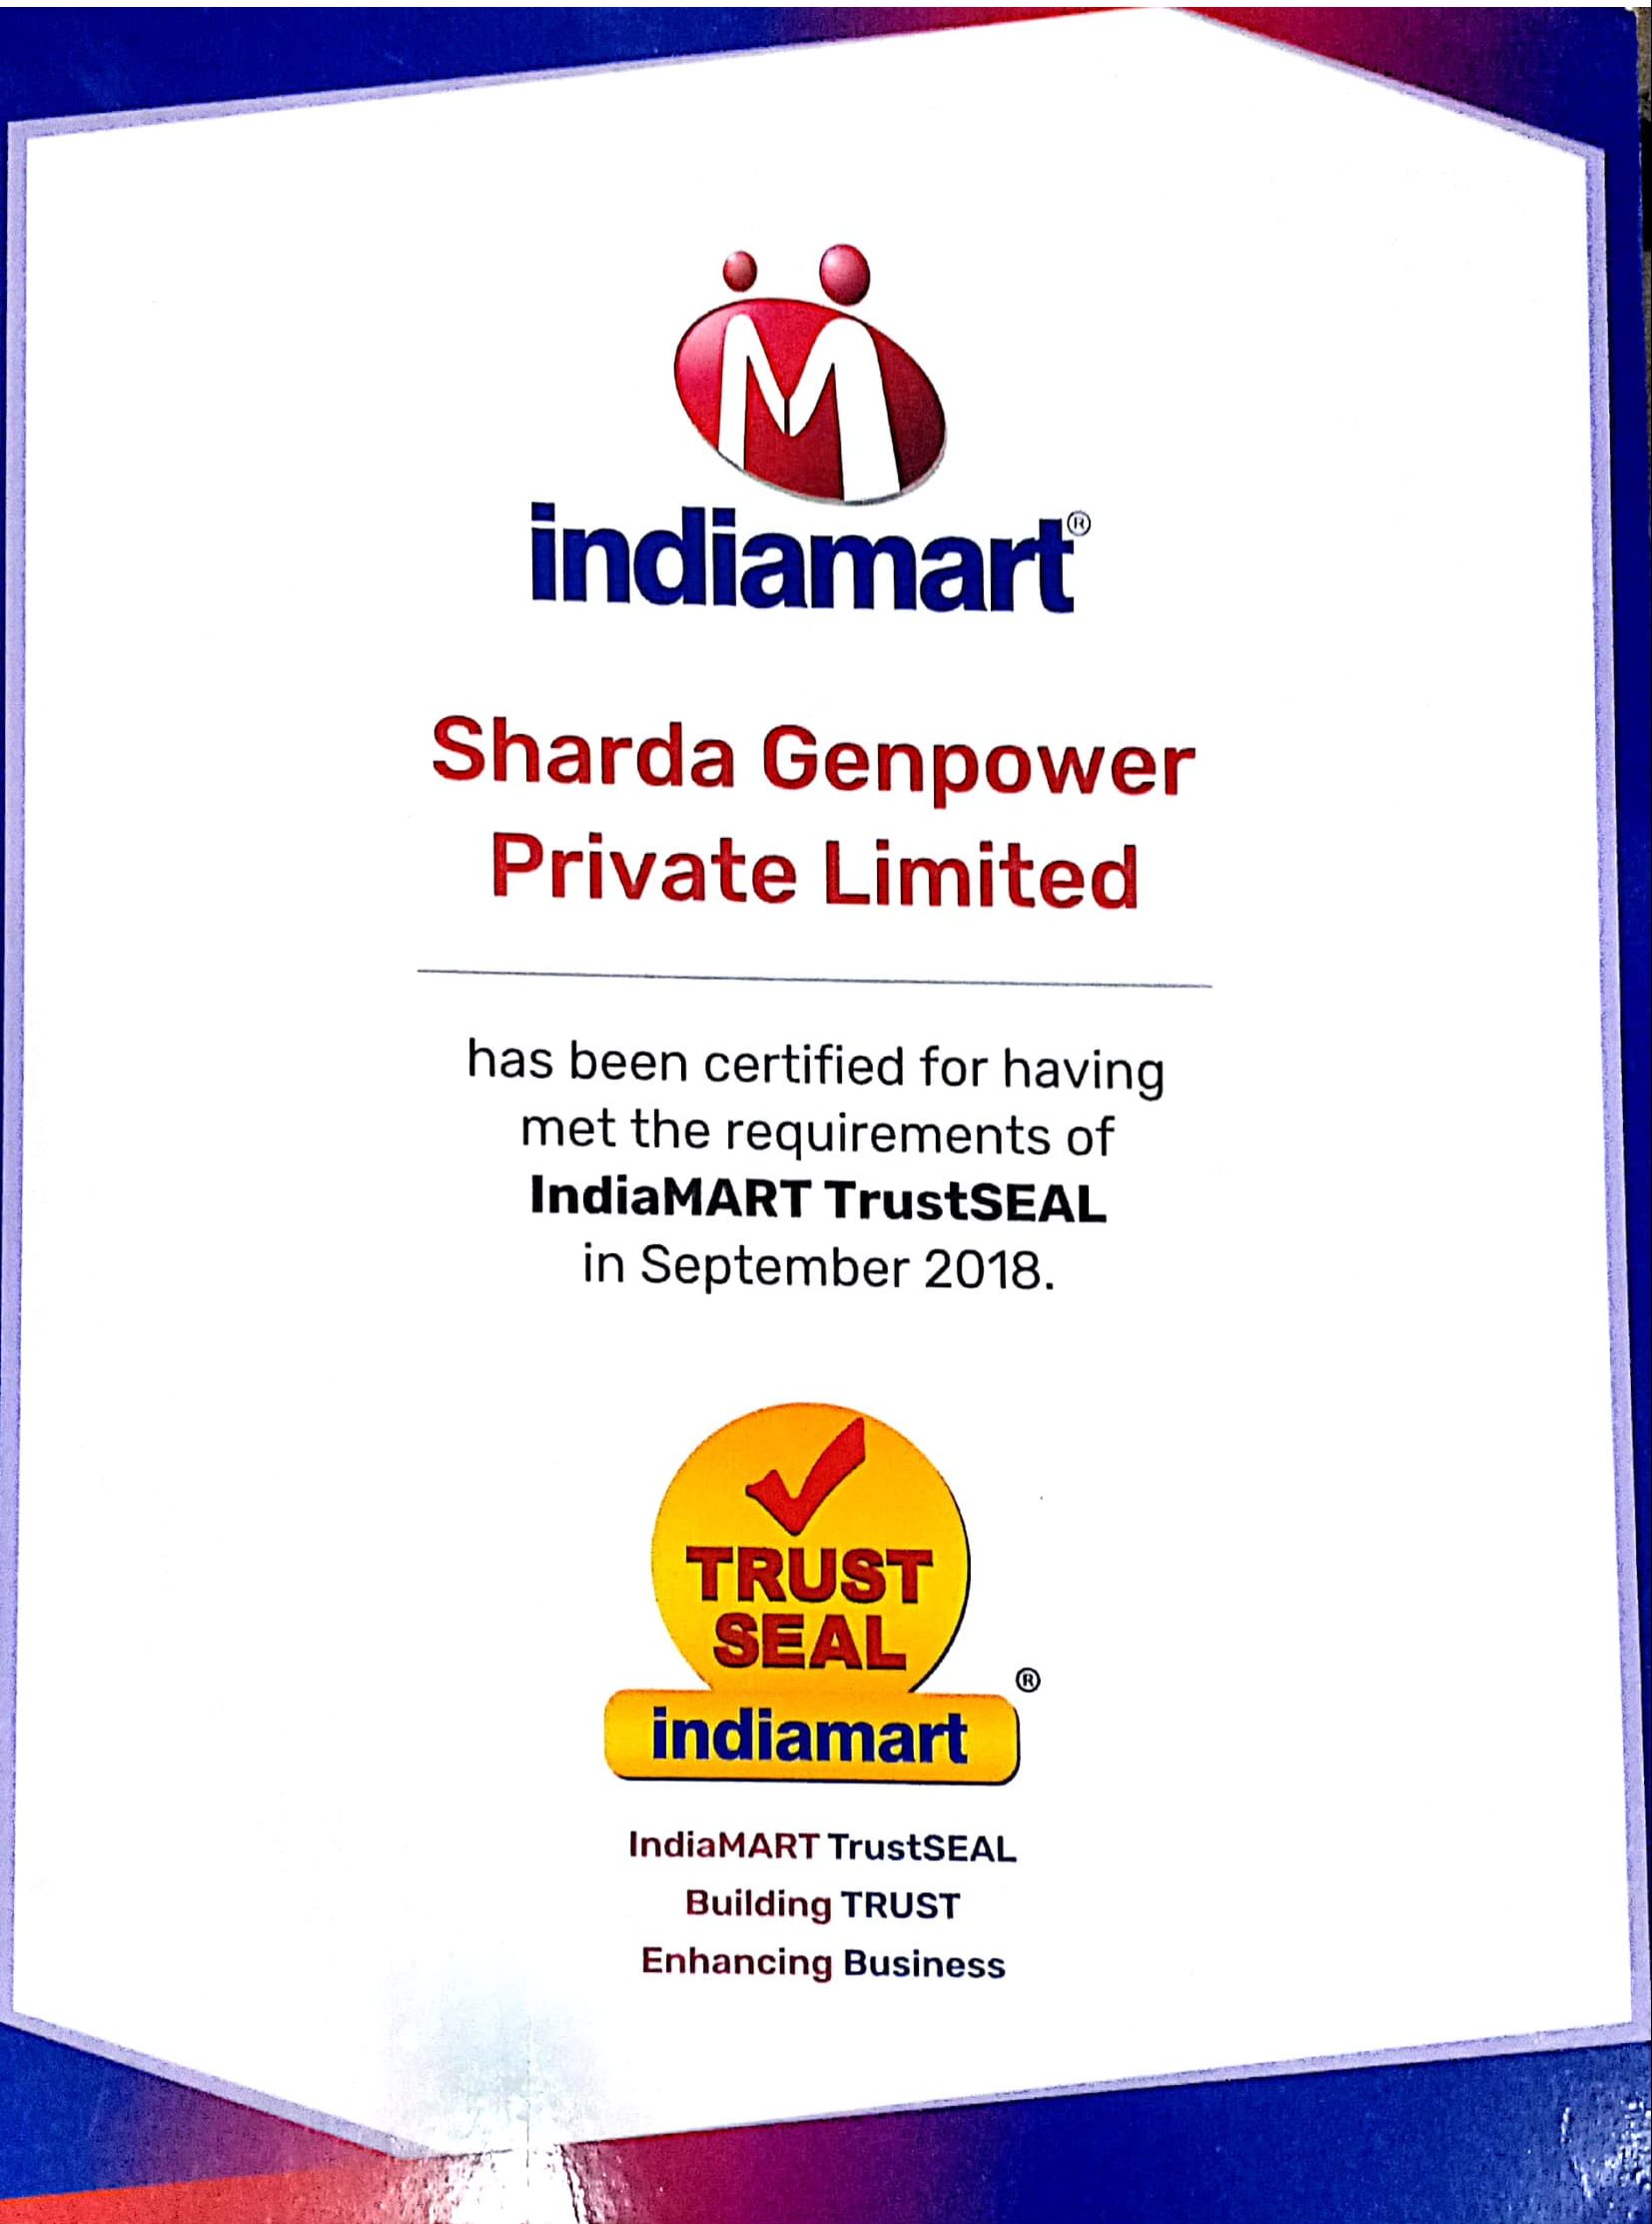 indiamart®
Sharda Genpower
Private Limited
has been certified for having
met the requirements of
IndiaMART TrustSEAL
in September 2018.
TRUST
SEAL
®
indiamart
IndiaMART TrustSEAL
Building TRUST
Enhancing Business